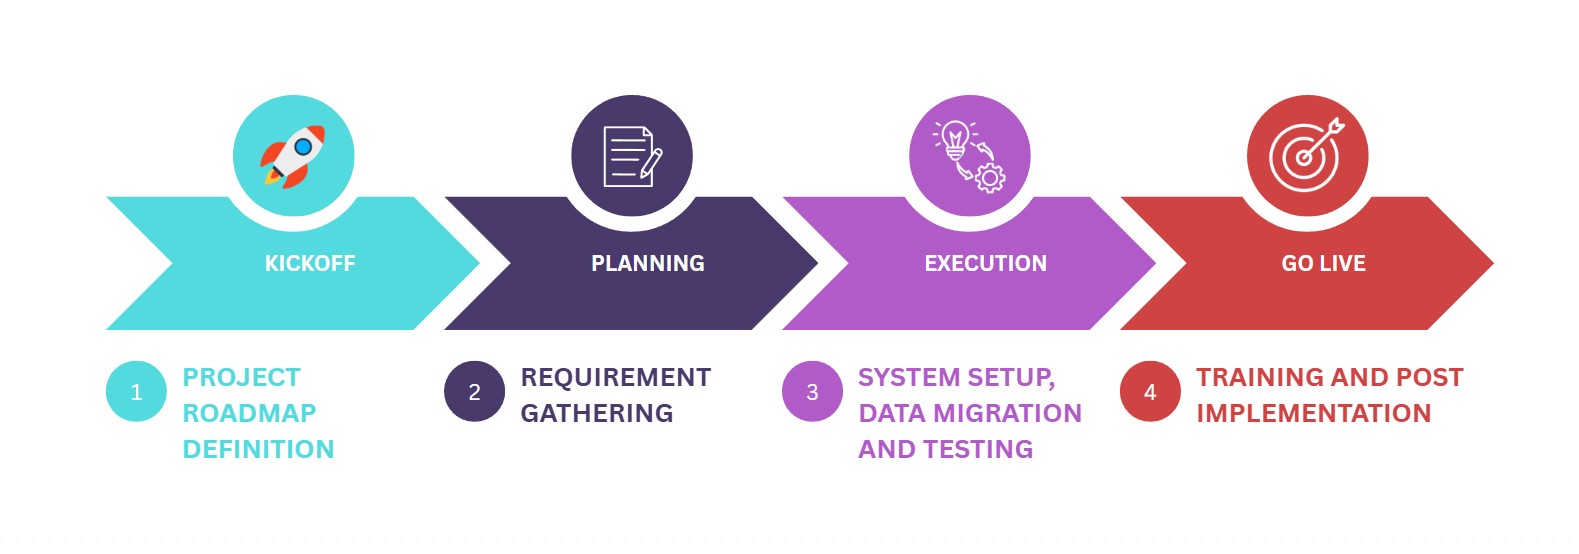 KICKOFF
PLANNING
EXECUTION
GO LIVE
1
PROJECT
ROADMAP
DEFINITION
2
REQUIREMENT
GATHERING
3
SYSTEM SETUP,
DATA MIGRATION
AND TESTING
4
TRAINING AND POST
IMPLEMENTATION